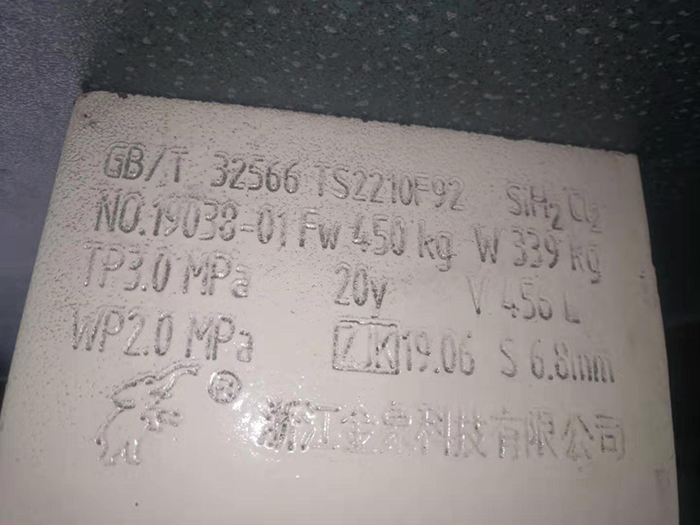 GB/T 32566 TS2210F92 SiH₂Cl₂
NO.19038-01 Fw 450 kg W 339 kg
TP3.0 MPa 20y V 456 L
WP2.0 MPa ZJK 19.06 S 6.8mm
® 浙江金象科技有限公司